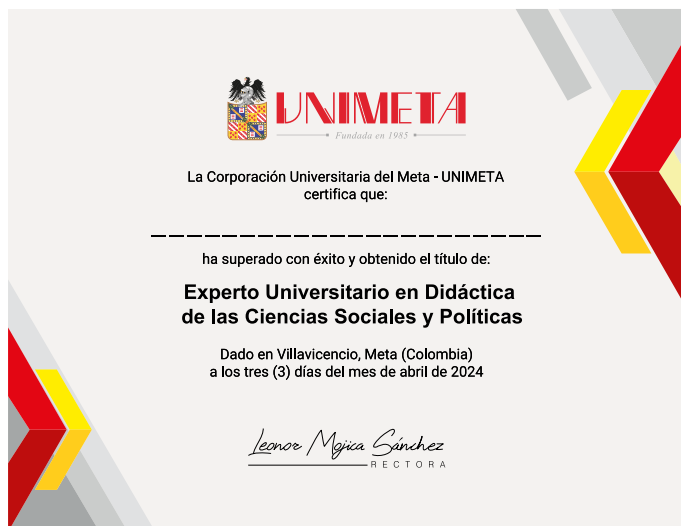 UNIMETA
Fundada en 1985
La Corporación Universitaria del Meta - UNIMETA
certifica que:
ha superado con éxito y obtenido el título de:
Experto Universitario en Didáctica
de las Ciencias Sociales y Políticas
Dado en Villavicencio, Meta (Colombia)
a los tres (3) días del mes de abril de 2024
Leonor Mojica Sánchez
RECTORA